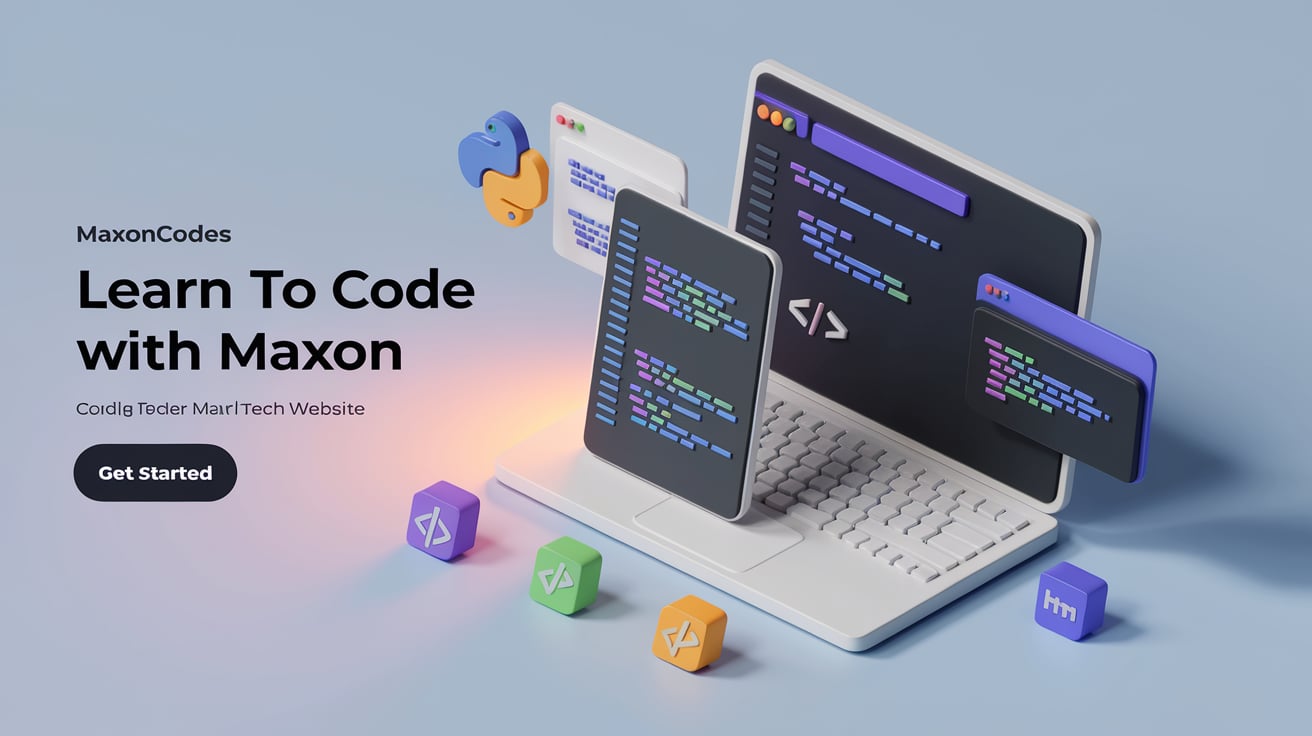 MaxonCodes
Learn To Code
with Maxon
Tech Website
Get Started